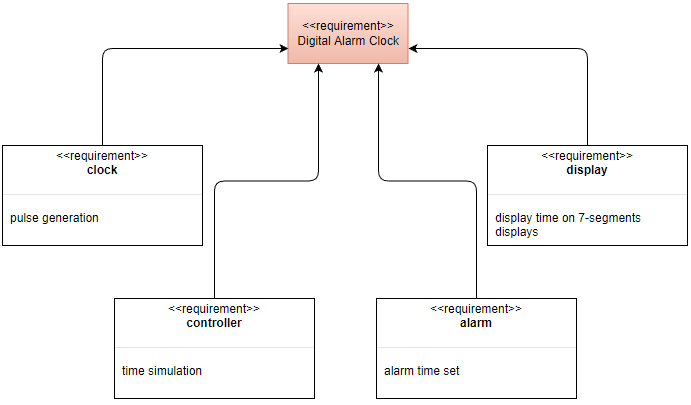 <<requirement>>
Digital Alarm Clock
<<requirement>>
clock
pulse generation
<<requirement>>
display
display time on 7-segments
displays
<<requirement>>
controller
time simulation
<<requirement>>
alarm
alarm time set